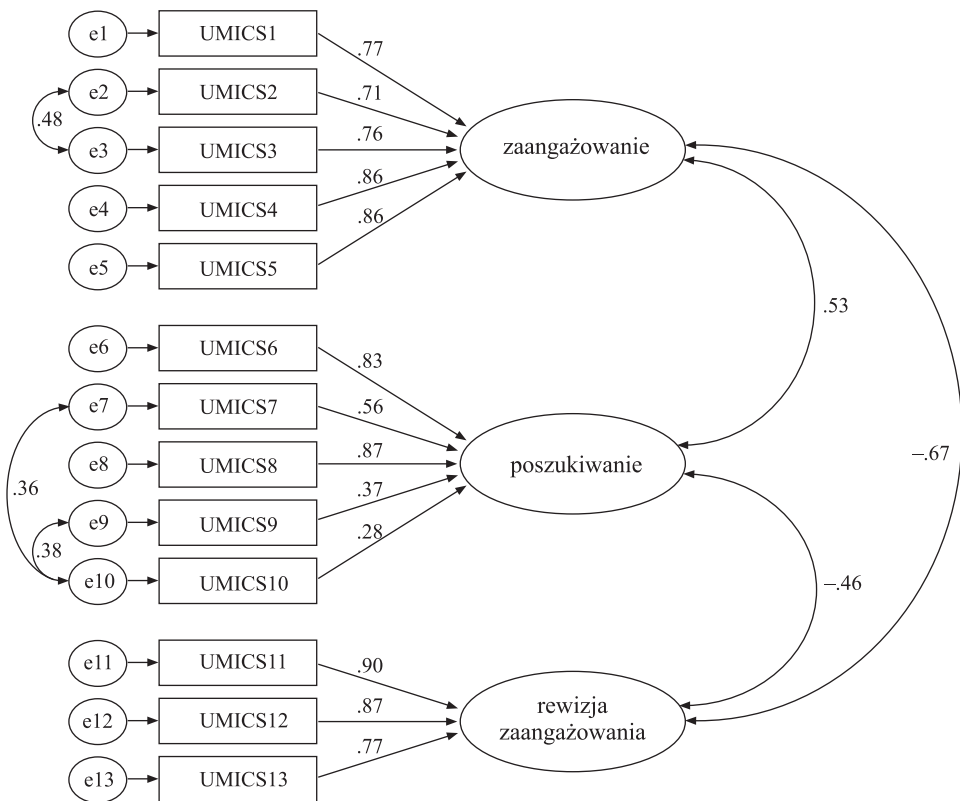 e1 UMICS1 .77
e2 UMICS2 .71
.48
e3 UMICS3 .76 zaangażowanie
e4 UMICS4 .86
e5 UMICS5 .86
.53
e6 UMICS6 .83
e7 UMICS7 .56
e8 UMICS8 .87 poszukiwanie –.67
.36
e9 UMICS9 .37
.38
e10 UMICS10 .28
–.46
e11 UMICS11 .90
e12 UMICS12 .87 rewizja
zaangażowania
e13 UMICS13 .77